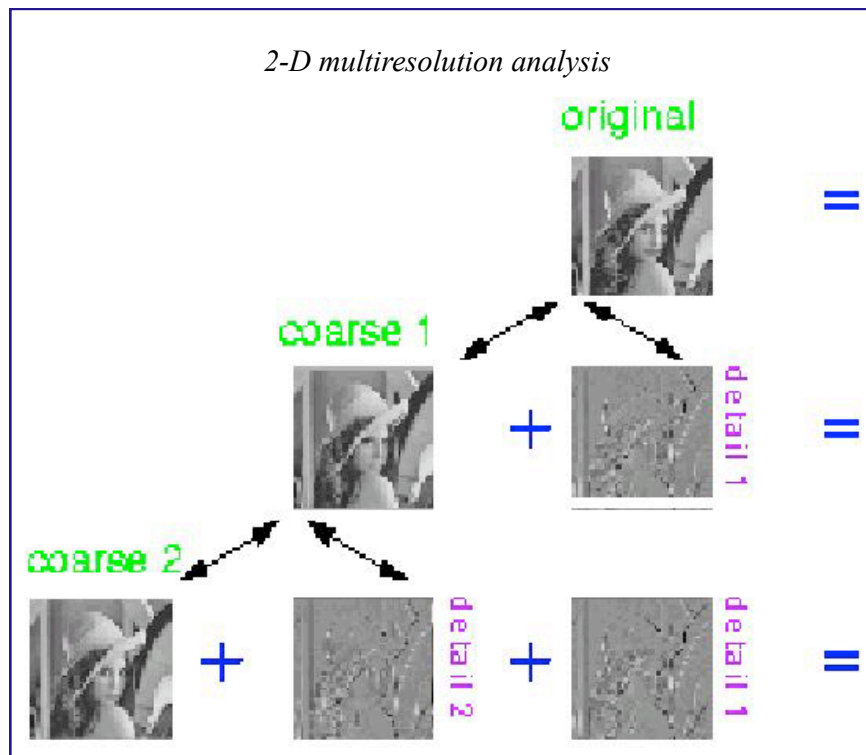 2-D multiresolution analysis
original
=
coarse 1
+
detail 1
=
coarse 2
+
detail 2
+
detail 1
=